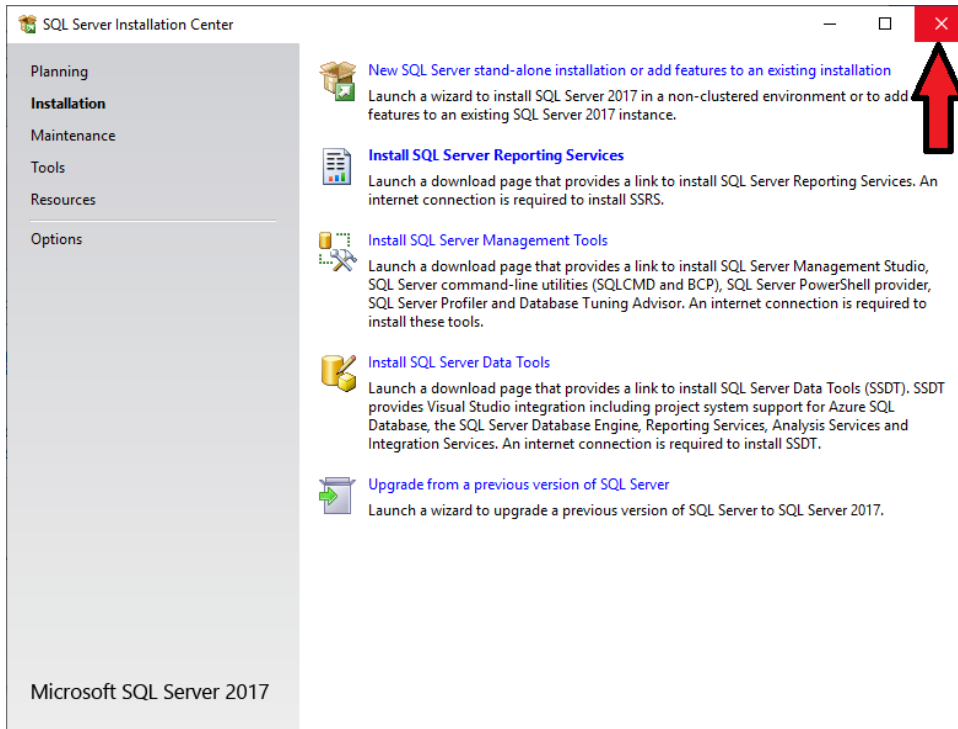 SQL Server Installation Center
Planning
Installation
Maintenance
Tools
Resources
Options
Microsoft SQL Server 2017
New SQL Server stand-alone installation or add features to an existing installation
Launch a wizard to install SQL Server 2017 in a non-clustered environment or to add
features to an existing SQL Server 2017 instance.
Install SQL Server Reporting Services
Launch a download page that provides a link to install SQL Server Reporting Services. An
internet connection is required to install SSRS.
Install SQL Server Management Tools
Launch a download page that provides a link to install SQL Server Management Studio,
SQL Server command-line utilities (SQLCMD and BCP), SQL Server PowerShell provider,
SQL Server Profiler and Database Tuning Advisor. An internet connection is required to
install these tools.
Install SQL Server Data Tools
Launch a download page that provides a link to install SQL Server Data Tools (SSDT). SSDT
provides Visual Studio integration including project system support for Azure SQL
Database, the SQL Server Database Engine, Reporting Services, Analysis Services and
Integration Services. An internet connection is required to install SSDT.
Upgrade from a previous version of SQL Server
Launch a wizard to upgrade a previous version of SQL Server to SQL Server 2017.